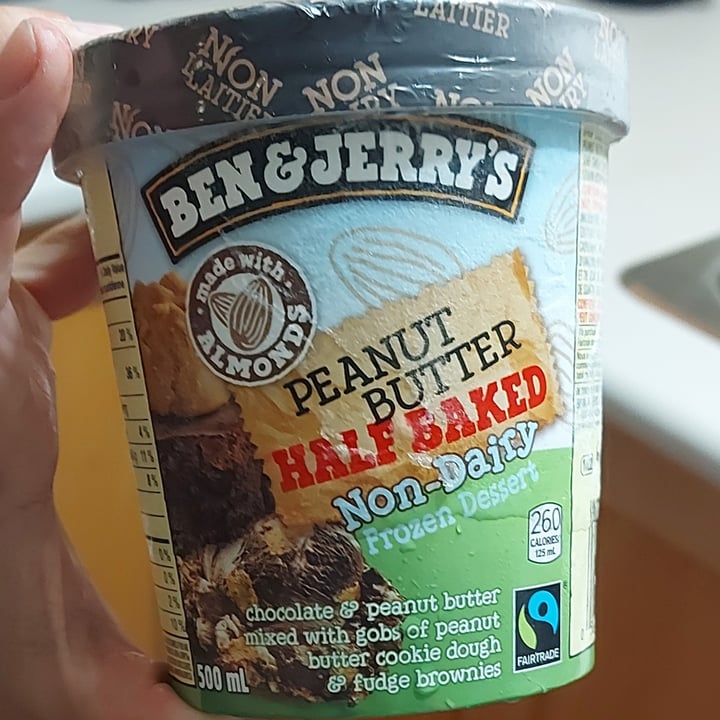 LAITIER
NON
LAITIER
NON
NON
BEN & JERRY'S
made with
ALMONDS
PEANUT
BUTTER
HALF BAKED
Non-Dairy
Frozen Dessert
260
CALORIES
125 mL
chocolate & peanut butter
mixed with gobs of peanut
butter cookie dough
& fudge brownies
FAIRTRADE
500 mL